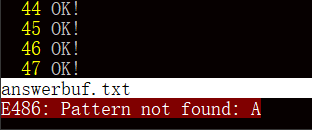 44 OK!
45 OK!
46 OK!
47 OK!
answerbuf.txt
E486: Pattern not found: A